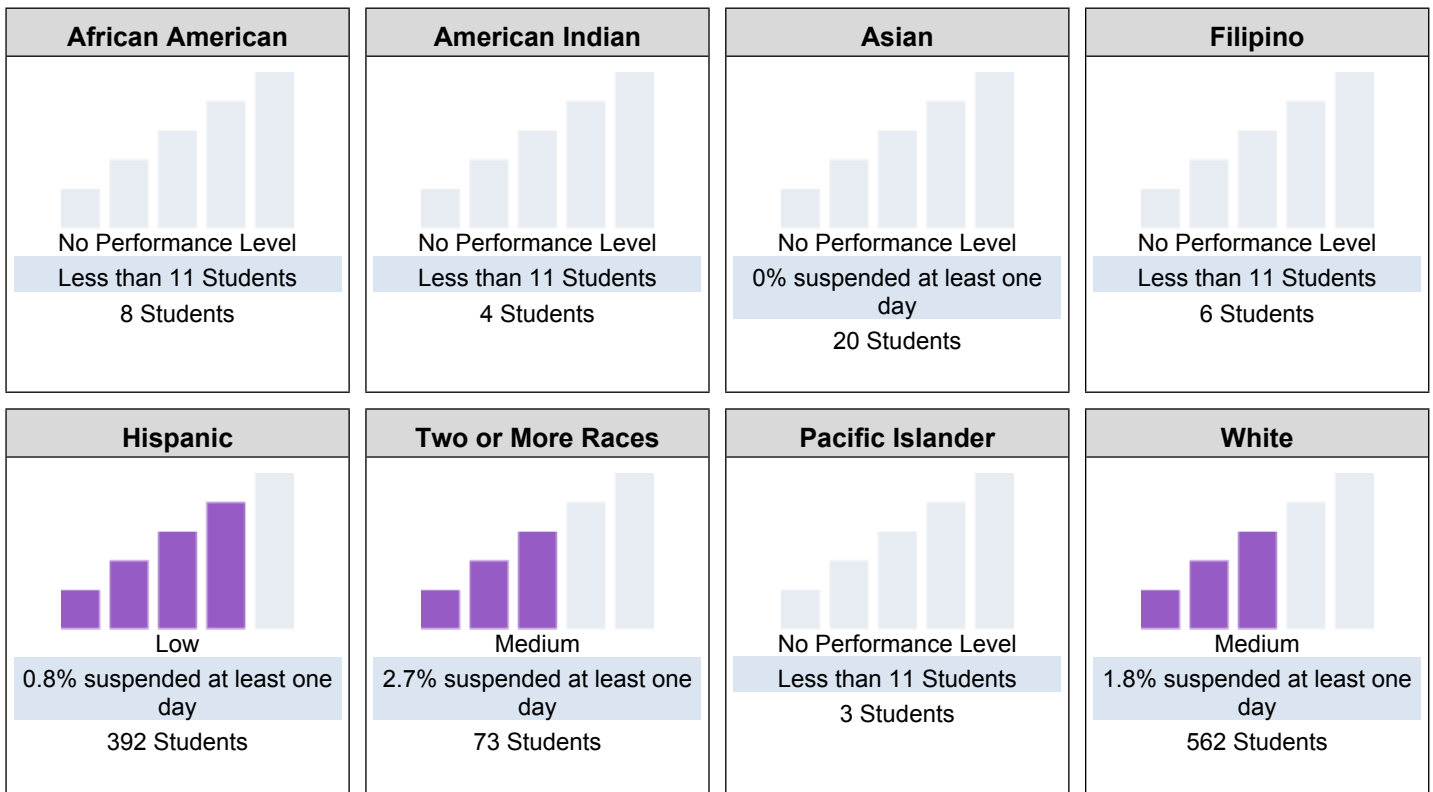 African American
No Performance Level
Less than 11 Students
8 Students
American Indian
No Performance Level
Less than 11 Students
4 Students
Asian
No Performance Level
0% suspended at least one
day
20 Students
Filipino
No Performance Level
Less than 11 Students
6 Students
Hispanic
Low
0.8% suspended at least one
day
392 Students
Two or More Races
Medium
2.7% suspended at least one
day
73 Students
Pacific Islander
No Performance Level
Less than 11 Students
3 Students
White
Medium
1.8% suspended at least one
day
562 Students